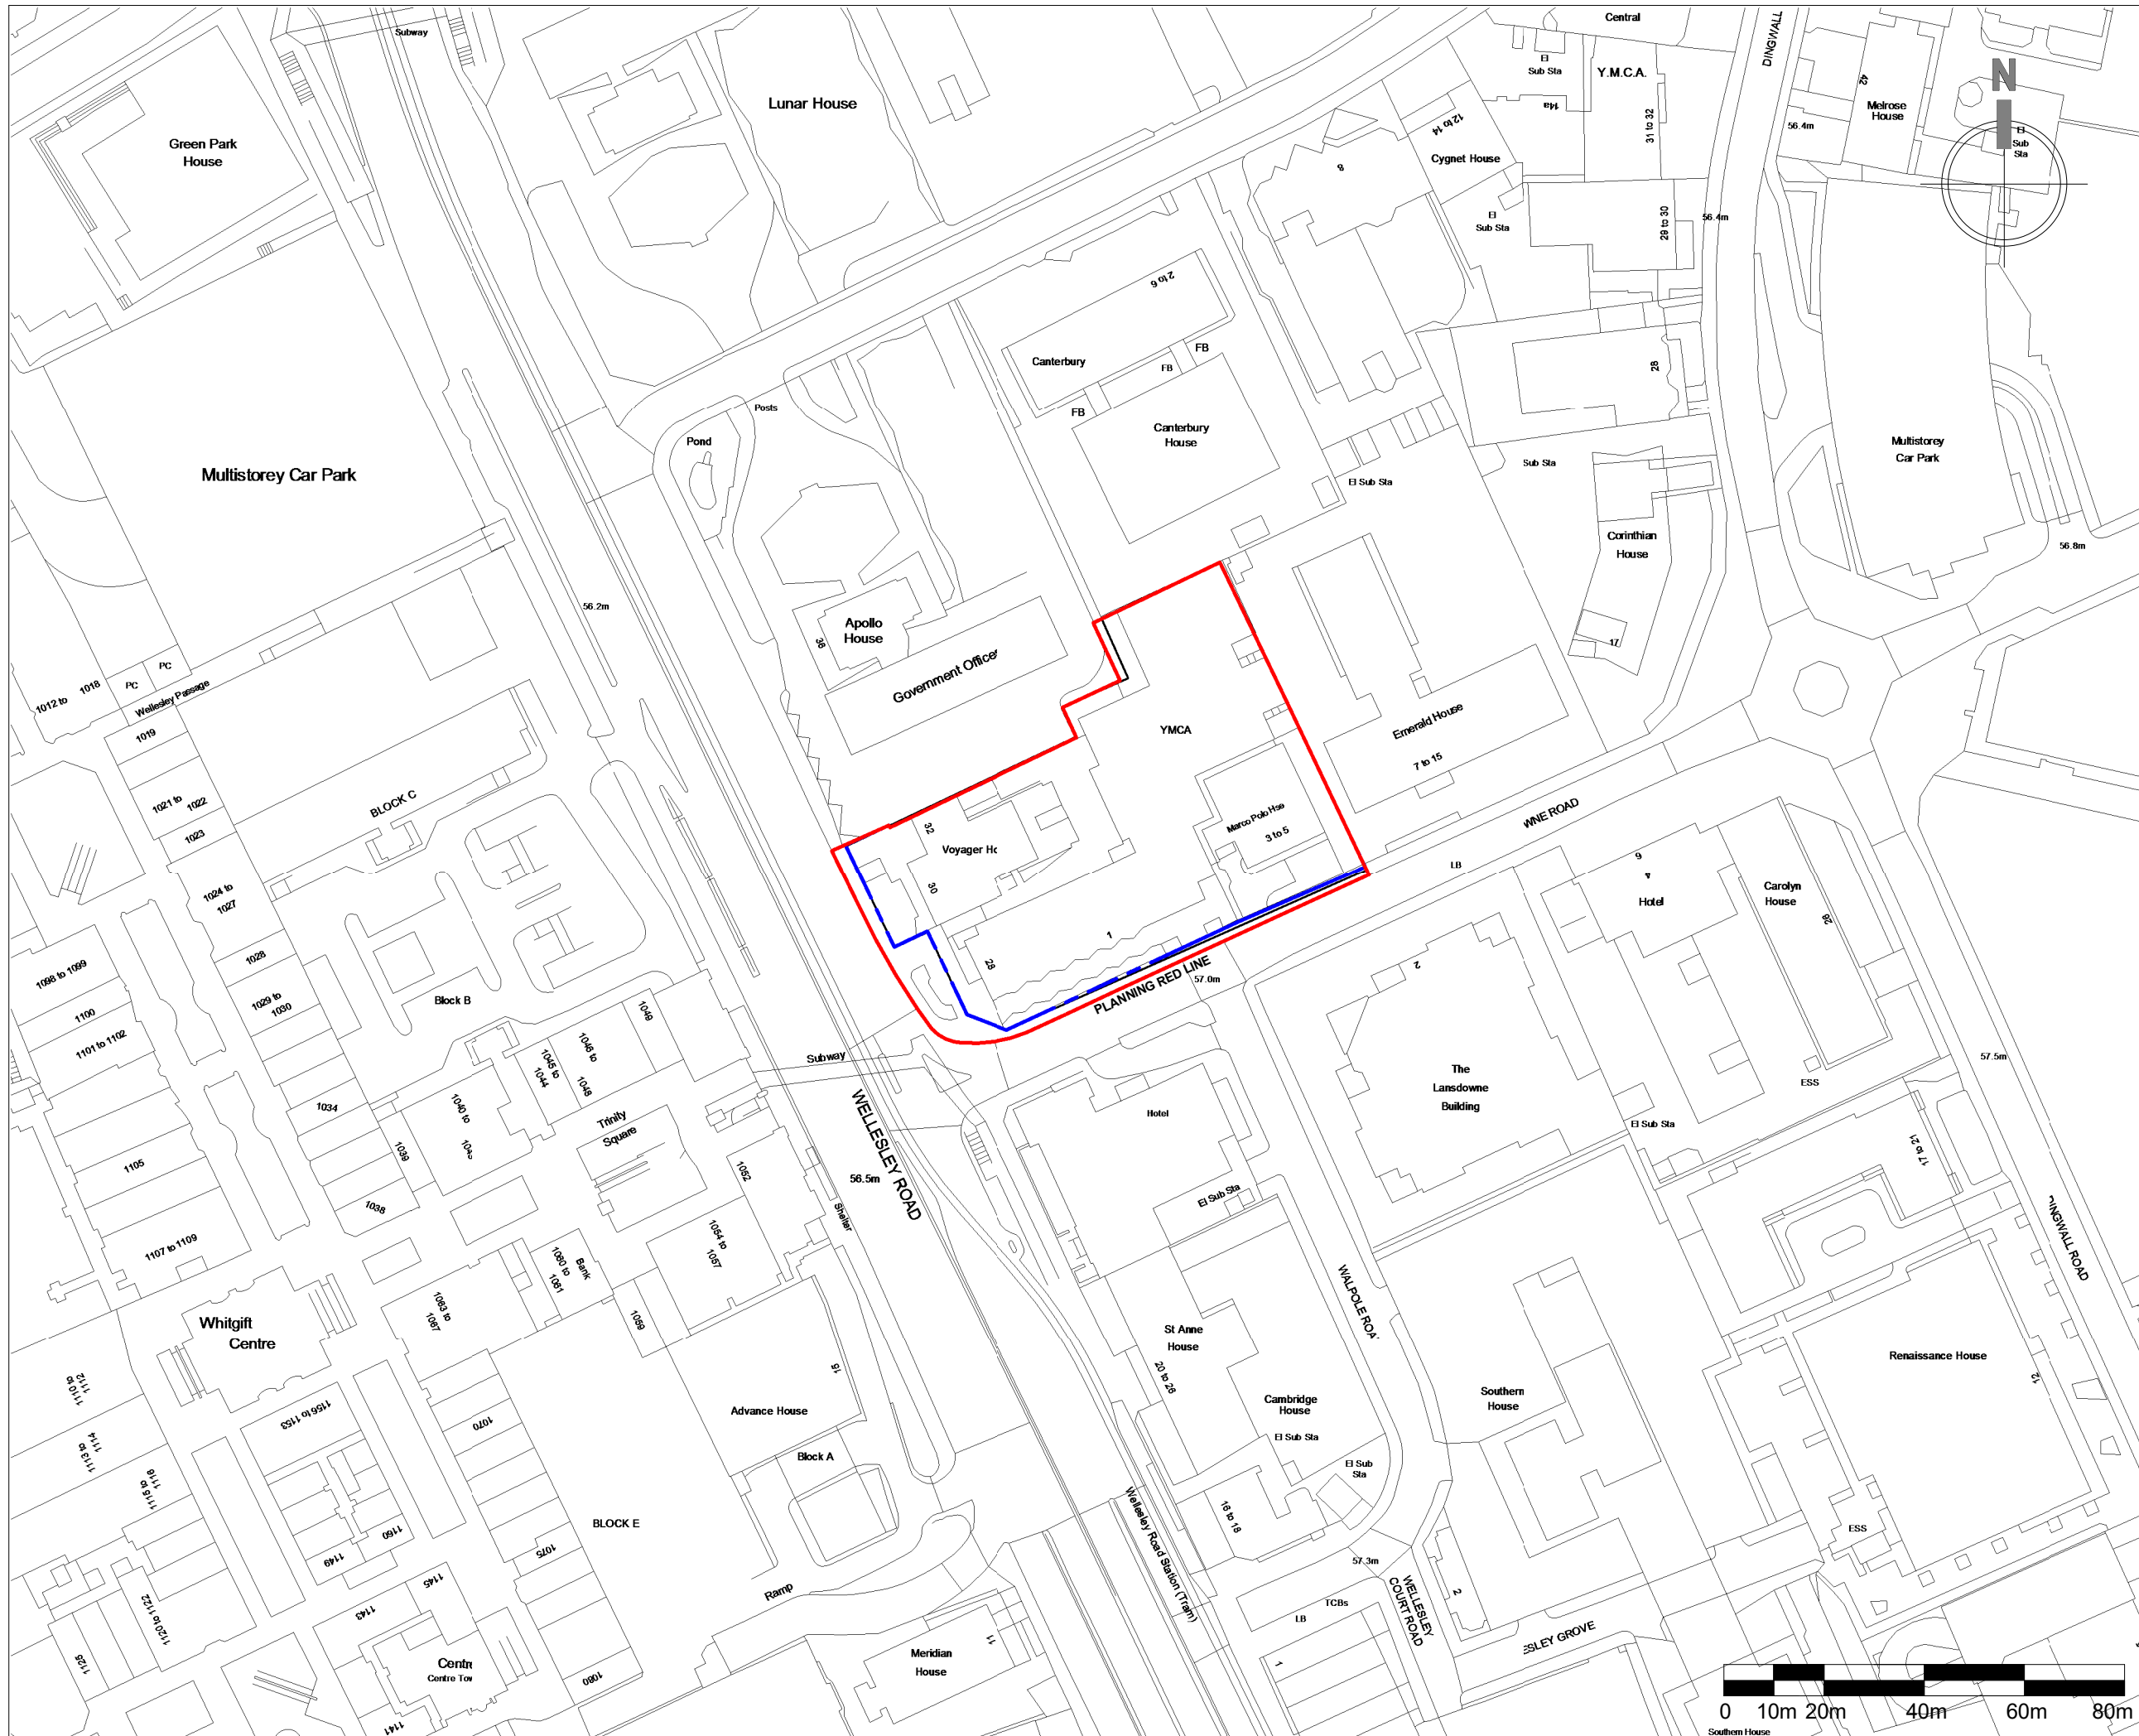 Subway
Central
DINGWALL
El
Sub Sta
Y.M.C.A.
14a
31 to 32
42
Melrose
House
56.4m
N
El
Sub
Sta
Lunar House
Green Park
House
12 to 14
Cygnet House
8
El
Sub Sta
29 to 30
56.4m
2 to 6
Canterbury
FB
FB
FB
28
Posts
Pond
Canterbury
House
Multistorey
Car Park
Multistorey Car Park
Sub Sta
El Sub Sta
Corinthian
House
56.8m
56.2m
Apollo
House
36
17
Government Offices
PC
PC
1012 to 1018
Wellesley Passage
1019
YMCA
Emerald House
7 to 15
1021 to 1022
BLOCK C
1023
32
Voyager Ho
30
Marco Polo Hse
3 to 5
WNE ROAD
LB
6
4
Hotel
Carolyn
House
28
1024 to
1027
1
28
2
1028
1098 to 1099
1029 to
1030
Block B
1100
1101 to 1102
PLANNING RED LINE
57.0m
1049
1046 to
1048
1045 to
1044
Subway
57.5m
The
Lansdowne
Building
ESS
1034
1040 to
1039
Trinity
Square
WELLESLEY ROAD
Hotel
El Sub Sta
17 to 21
1105
1052
56.5m
El Sub Sta
1038
Shelter
DINGWALL ROAD
1107 to 1109
1054 to
1057
Bank
1060 to
1061
WALPOLE ROA
1063 to
1067
1059
Whitgift
Centre
St Anne
House
20 to 26
Renaissance House
12
1110 to
1112
15
Southern
House
Cambridge
House
El Sub Sta
1156 to 1153
1070
Advance House
1113 to
1114
Block A
El Sub
Sta
1115 to
1116
Wellesley Road Station (Tram)
16 to 18
BLOCK E
ESS
1160
1149
1075
57.3m
1145
Ramp
WELLESLEY
COURT ROAD
2
1143
1120 to 1122
TCBs
LB
ESLEY GROVE
11
Meridian
House
1125
Centr
Centre Tow
1
1080
1141
0 10m 20m 40m 60m 80m
Southern House